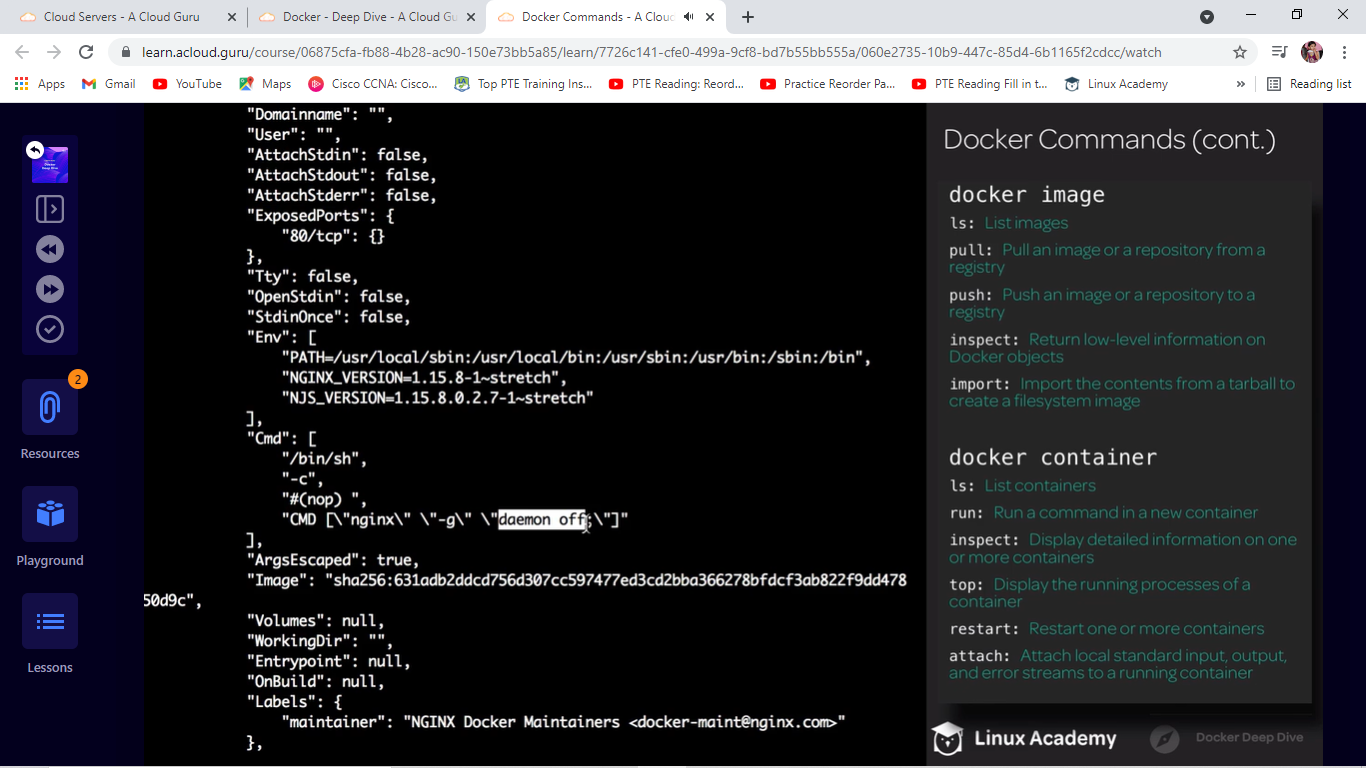 Cloud Servers - A Cloud Guru
Docker - Deep Dive - A Cloud Gu
Docker Commands - A Cloud
learn.acloud.guru/course/06875cfa-fb88-4b28-ac90-150e73bb5a85/learn/7726c141-cfe0-499a-9cf8-bd7b55bb555a/060e2735-10b9-447c-85d4-6b1165f2cdcc/watch
Apps
Gmail
YouTube
Maps
Cisco CCNA: Cisco...
Top PTE Training Ins...
PTE Reading: Reord...
Practice Reorder Pa...
PTE Reading Fill in t...
Linux Academy
»
Reading list
Docker
Deep Dive
2
Resources
Playground
Lessons
"Domainname": "",
"User": "",
"AttachStdin": false,
"AttachStdout": false,
"AttachStderr": false,
"ExposedPorts": {
"80/tcp": {}
},
"Tty": false,
"OpenStdin": false,
"StdinOnce": false,
"Env": [
"PATH=/usr/local/sbin:/usr/local/bin:/usr/sbin:/usr/bin:/sbin:/bin",
"NGINX_VERSION=1.15.8-1~stretch",
"NJS_VERSION=1.15.8.0.2.7-1~stretch"
],
"Cmd": [
"/bin/sh",
"-c",
"#(nop) ",
"CMD [\"nginx\" \"-g\" \"daemon off;\"]"
],
"ArgsEscaped": true,
"Image": "sha256:631adb2ddcd756d307cc597477ed3cd2bba366278bfdcf3ab822f9dd478
50d9c",
"Volumes": null,
"WorkingDir": "",
"Entrypoint": null,
"OnBuild": null,
"Labels": {
"maintainer": "NGINX Docker Maintainers <docker-maint@nginx.com>"
},
Docker Commands (cont.)
docker image
ls: List images
pull: Pull an image or a repository from a
registry
push: Push an image or a repository to a
registry
inspect: Return low-level information on
Docker objects
import: Import the contents from a tarball to
create a filesystem image
docker container
ls: List containers
run: Run a command in a new container
inspect: Display detailed information on one
or more containers
top: Display the running processes of a
container
restart: Restart one or more containers
attach: Attach local standard input, output,
and error streams to a running container
Linux Academy
Docker Deep Dive